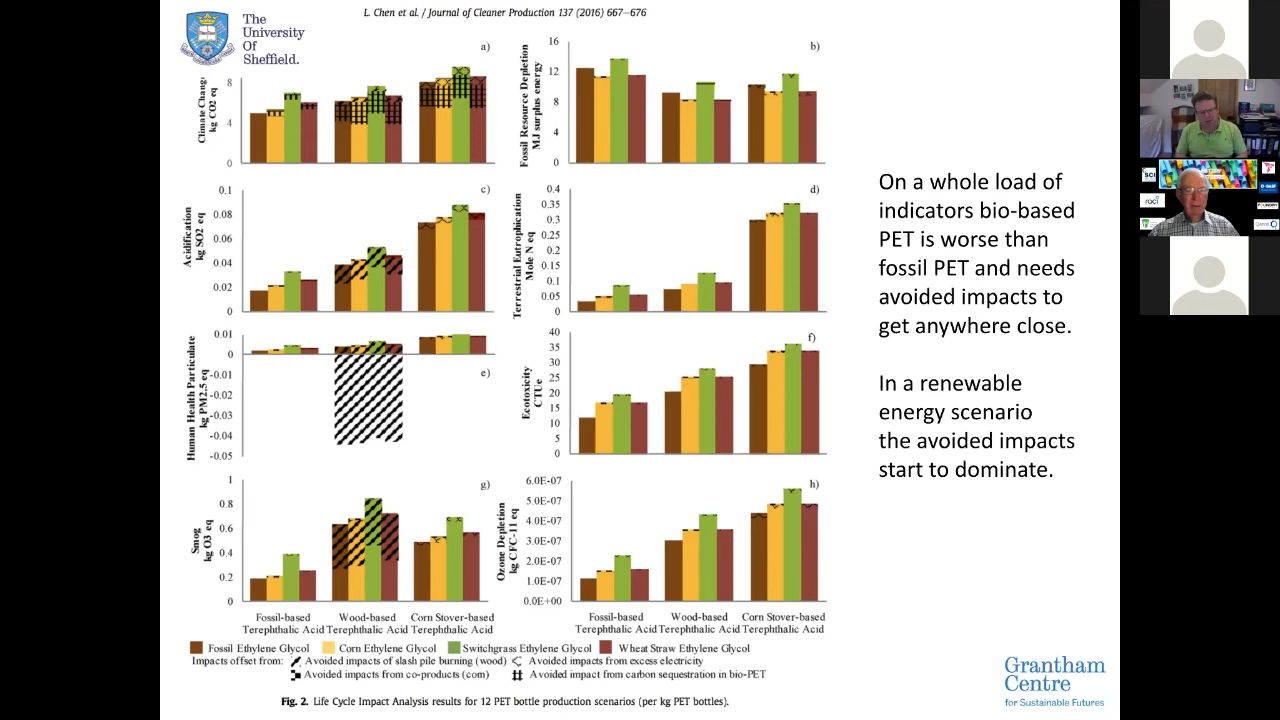 L. Chen et al. / Journal of Cleaner Production 137 (2016) 667–676
The
University
Of
Sheffield.
a)
Climate Change
kg CO2 eq
8
4
0
b)
Fossil Resource Depletion
MJ surplus energy
16
12
8
4
0
c)
Acidification
kg SO2 eq
0.1
0.08
0.06
0.04
0.02
0
d)
Terrestrial Eutrophication
Mole N eq
0.4
0.35
0.3
0.25
0.2
0.15
0.1
0.05
0
Human Health Particulate
kg PM2.5 eq
0.01
0
-0.01
-0.02
-0.03
-0.04
-0.05
e)
f)
Ecotoxicity
CTUe
40
35
30
25
20
15
10
5
0
g)
Smog
kg O3 eq
1
0.8
0.6
0.4
0.2
0
h)
Ozone Depletion
kg CFC-11 eq
6.0E-07
5.0E-07
4.0E-07
3.0E-07
2.0E-07
1.0E-07
0.0E+00
Fossil-based Wood-based Corn Stover-based
Terephthalic Acid Terephthalic Acid Terephthalic Acid
Fossil-based Wood-based Corn Stover-based
Terephthalic Acid Terephthalic Acid Terephthalic Acid
Fossil Ethylene Glycol Corn Ethylene Glycol Switchgrass Ethylene Glycol Wheat Straw Ethylene Glycol
Impacts offset from: Avoided impacts of slash pile burning (wood) Avoided impacts from excess electricity
Avoided impacts from co-products (corn) Avoided impact from carbon sequestration in bio-PET
Fig. 2. Life Cycle Impact Analysis results for 12 PET bottle production scenarios (per kg PET bottles).
On a whole load of
indicators bio-based
PET is worse than
fossil PET and needs
avoided impacts to
get anywhere close.
In a renewable
energy scenario
the avoided impacts
start to dominate.
Grantham
Centre
for Sustainable Futures
SCI
raci